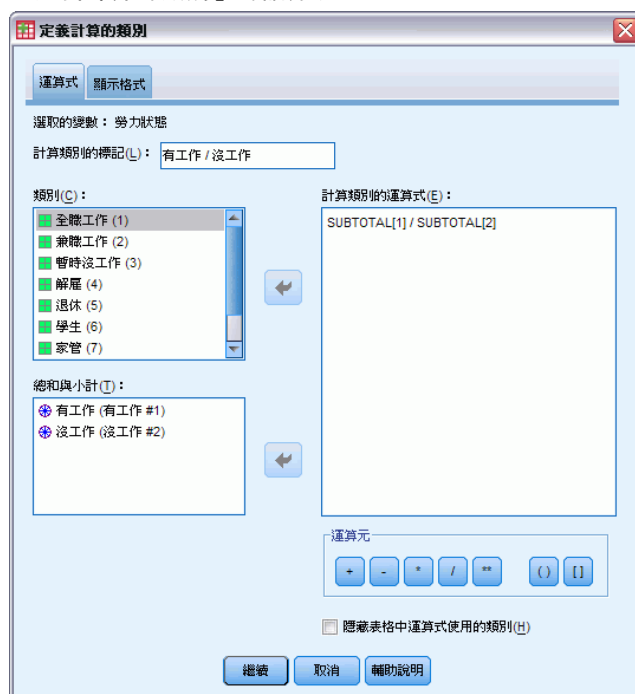 定義計算的類別
運算式 顯示格式
選取的變數：勞力狀態
計算類別的標記(L)： 有工作 / 沒工作
類別(C)：
全職工作 (1)
兼職工作 (2)
暫時沒工作 (3)
解雇 (4)
退休 (5)
學生 (6)
家管 (7)
總和與小計(T)：
有工作 (有工作 #1)
沒工作 (沒工作 #2)
計算類別的運算式(E)：
SUBTOTAL[1] / SUBTOTAL[2]
運算元
+ - * / ** ( ) [ ]
隱藏表格中運算式使用的類別(H)
繼續 取消 輔助說明